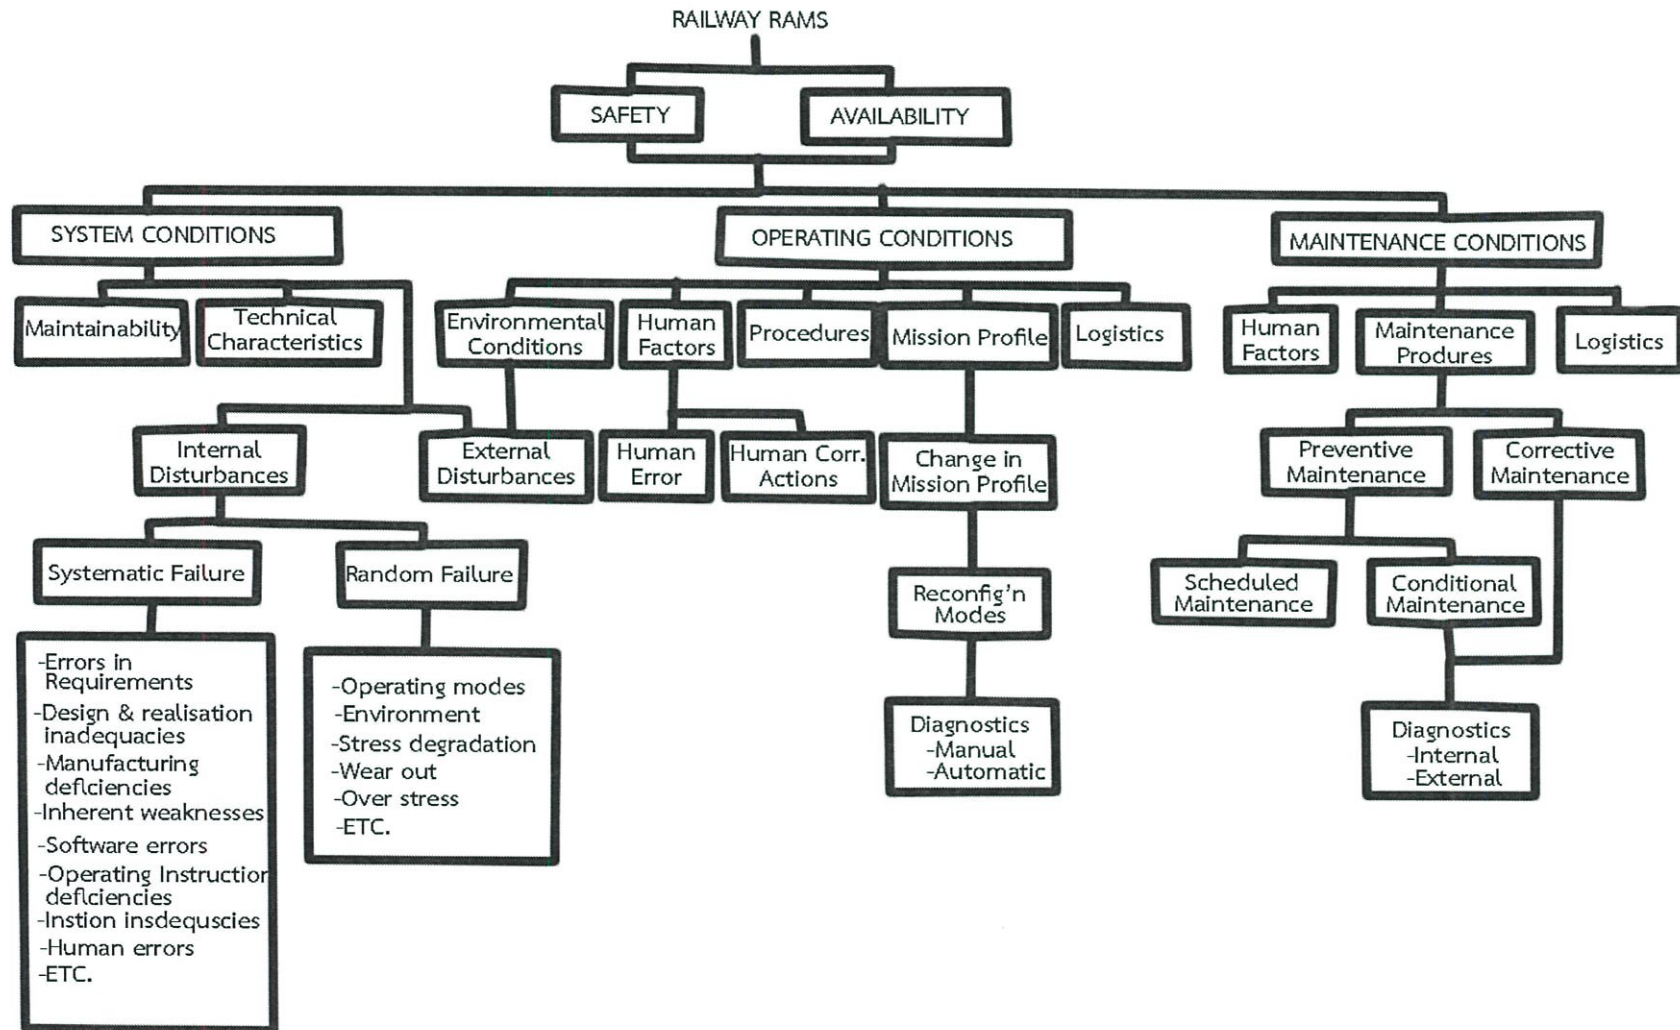 RAILWAY RAMS
SAFETY
AVAILABILITY
SYSTEM CONDITIONS
OPERATING CONDITIONS
MAINTENANCE CONDITIONS
Maintainability
Technical
Characteristics
Environmental
Conditions
Human
Factors
Procedures
Mission Profile
Logistics
Human
Factors
Maintenance
Produres
Logistics
Internal
Disturbances
External
Disturbances
Human
Error
Human Corr.
Actions
Change in
Mission Profile
Preventive
Maintenance
Corrective
Maintenance
Systematic Failure
Random Failure
Reconfig'n
Modes
Scheduled
Maintenance
Conditional
Maintenance
-Errors in
Requirements
-Design & realisation
inadequacies
-Manufacturing
deficiencies
-Inherent weaknesses
-Software errors
-Operating Instruction
deficiencies
-Instion insdequscies
-Human errors
-ETC.
-Operating modes
-Environment
-Stress degradation
-Wear out
-Over stress
-ETC.
Diagnostics
-Manual
-Automatic
Diagnostics
-Internal
-External